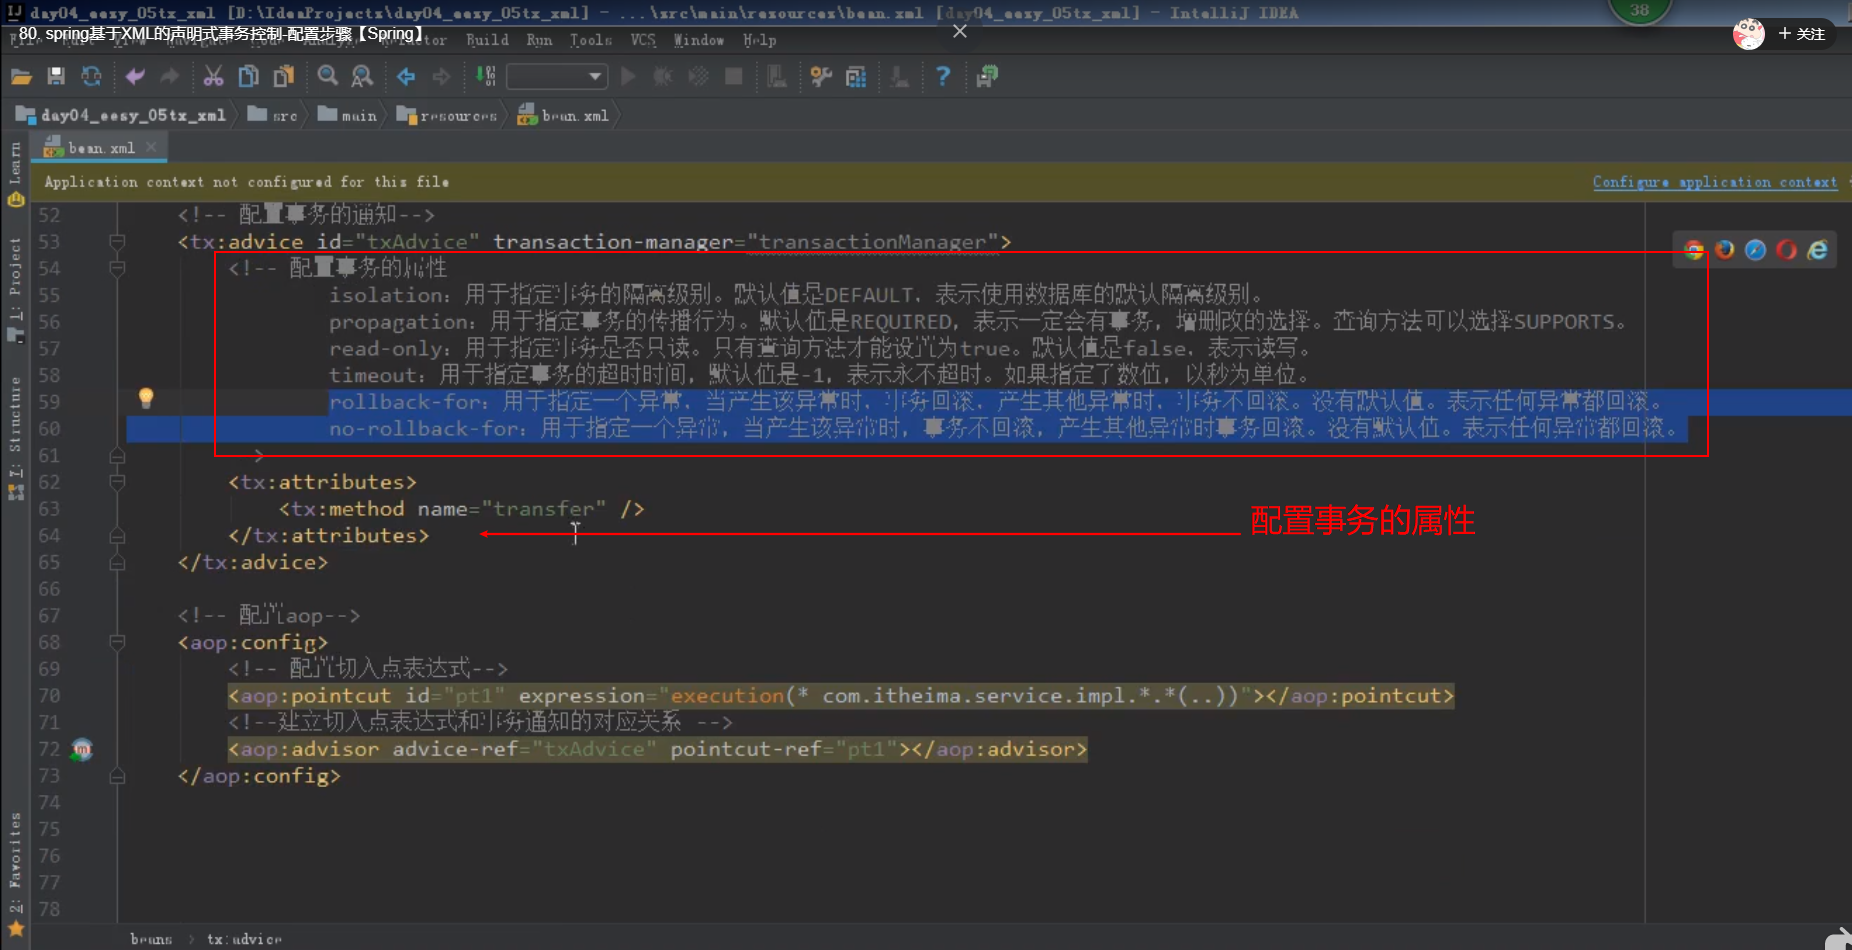 day04_eesy_05tx_xml [D:\IdeaProjects\day04_eesy_05tx_xml] - ...\src\main\resources\bean.xml [day04_eesy_05tx_xml] - IntelliJ IDEA
38
80. spring基于XML的声明式事务控制-配置步骤【Spring】
+ 关注
File Edit View Navigate Code Analyze Refactor Build Run Tools VCS Window Help
day04_eesy_05tx_xml src main resources bean.xml
bean.xml
Learn
1: Project
7: Structure
2: Favorites
Application context not configured for this file
Configure application context
52 <!-- 配置事务的通知-->
53 <tx:advice id="txAdvice" transaction-manager="transactionManager">
54 <!-- 配置事务的属性
55 isolation：用于指定事务的隔离级别。默认值是DEFAULT，表示使用数据库的默认隔离级别。
56 propagation：用于指定事务的传播行为。默认值是REQUIRED，表示一定会有事务，增删改的选择。查询方法可以选择SUPPORTS。
57 read-only：用于指定事务是否只读。只有查询方法才能设置为true。默认值是false，表示读写。
58 timeout：用于指定事务的超时时间，默认值是-1，表示永不超时。如果指定了数值，以秒为单位。
59 rollback-for：用于指定一个异常，当产生该异常时，事务回滚，产生其他异常时，事务不回滚。没有默认值。表示任何异常都回滚。
60 no-rollback-for：用于指定一个异常，当产生该异常时，事务不回滚，产生其他异常时事务回滚。没有默认值。表示任何异常都回滚。
61 >
62 <tx:attributes>
63 <tx:method name="transfer" />
64 </tx:attributes>
配置事务的属性
65 </tx:advice>
66
67 <!-- 配置aop-->
68 <aop:config>
69 <!-- 配置切入点表达式-->
70 <aop:pointcut id="pt1" expression="execution(* com.itheima.service.impl.*.*(..))"></aop:pointcut>
71 <!--建立切入点表达式和事务通知的对应关系 -->
72 <aop:advisor advice-ref="txAdvice" pointcut-ref="pt1"></aop:advisor>
73 </aop:config>
74
75
76
77
78
beans tx:advice